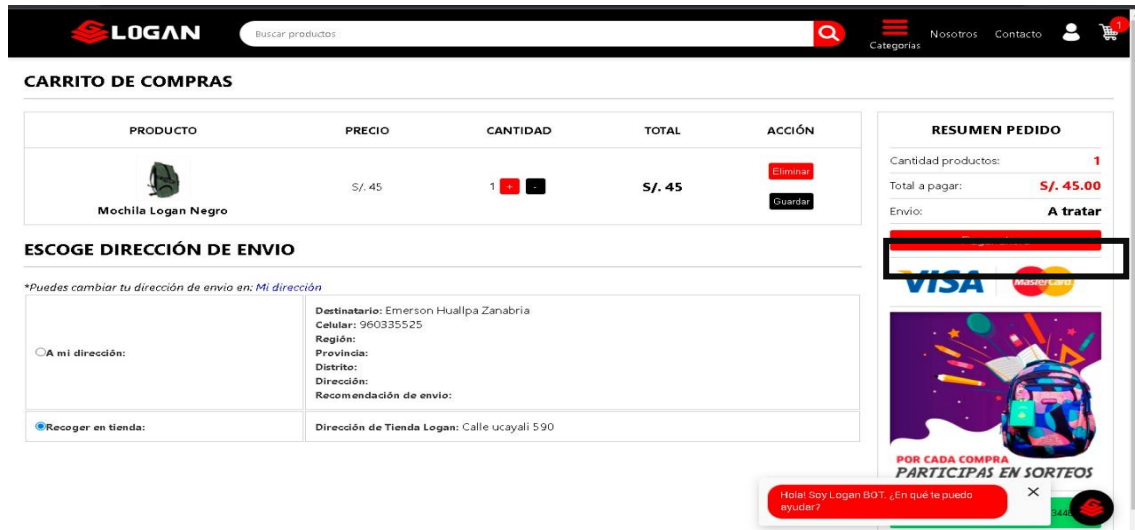 LOGAN
Buscar productos
Categorias
Nosotros
Contacto
1
CARRITO DE COMPRAS
PRODUCTO PRECIO CANTIDAD TOTAL ACCIÓN
Mochila Logan Negro
S/. 45
1 + -
S/. 45
Eliminar
Guardar
RESUMEN PEDIDO
Cantidad productos: 1
Total a pagar: S/. 45.00
Envio: A tratar
VISA MasterCard
ESCOGE DIRECCIÓN DE ENVIO
*Puedes cambiar tu dirección de envio en: Mi dirección
A mi dirección:
Destinatario: Emerson Huallpa Zanabria
Celular: 960335525
Región:
Provincia:
Distrito:
Dirección:
Recomendación de envio:
Recoger en tienda:
Dirección de Tienda Logan: Calle ucayali 590
POR CADA COMPRA
PARTICIPAS EN SORTEOS
Hola! Soy Logan BOT. ¿En qué te puedo
ayudar?